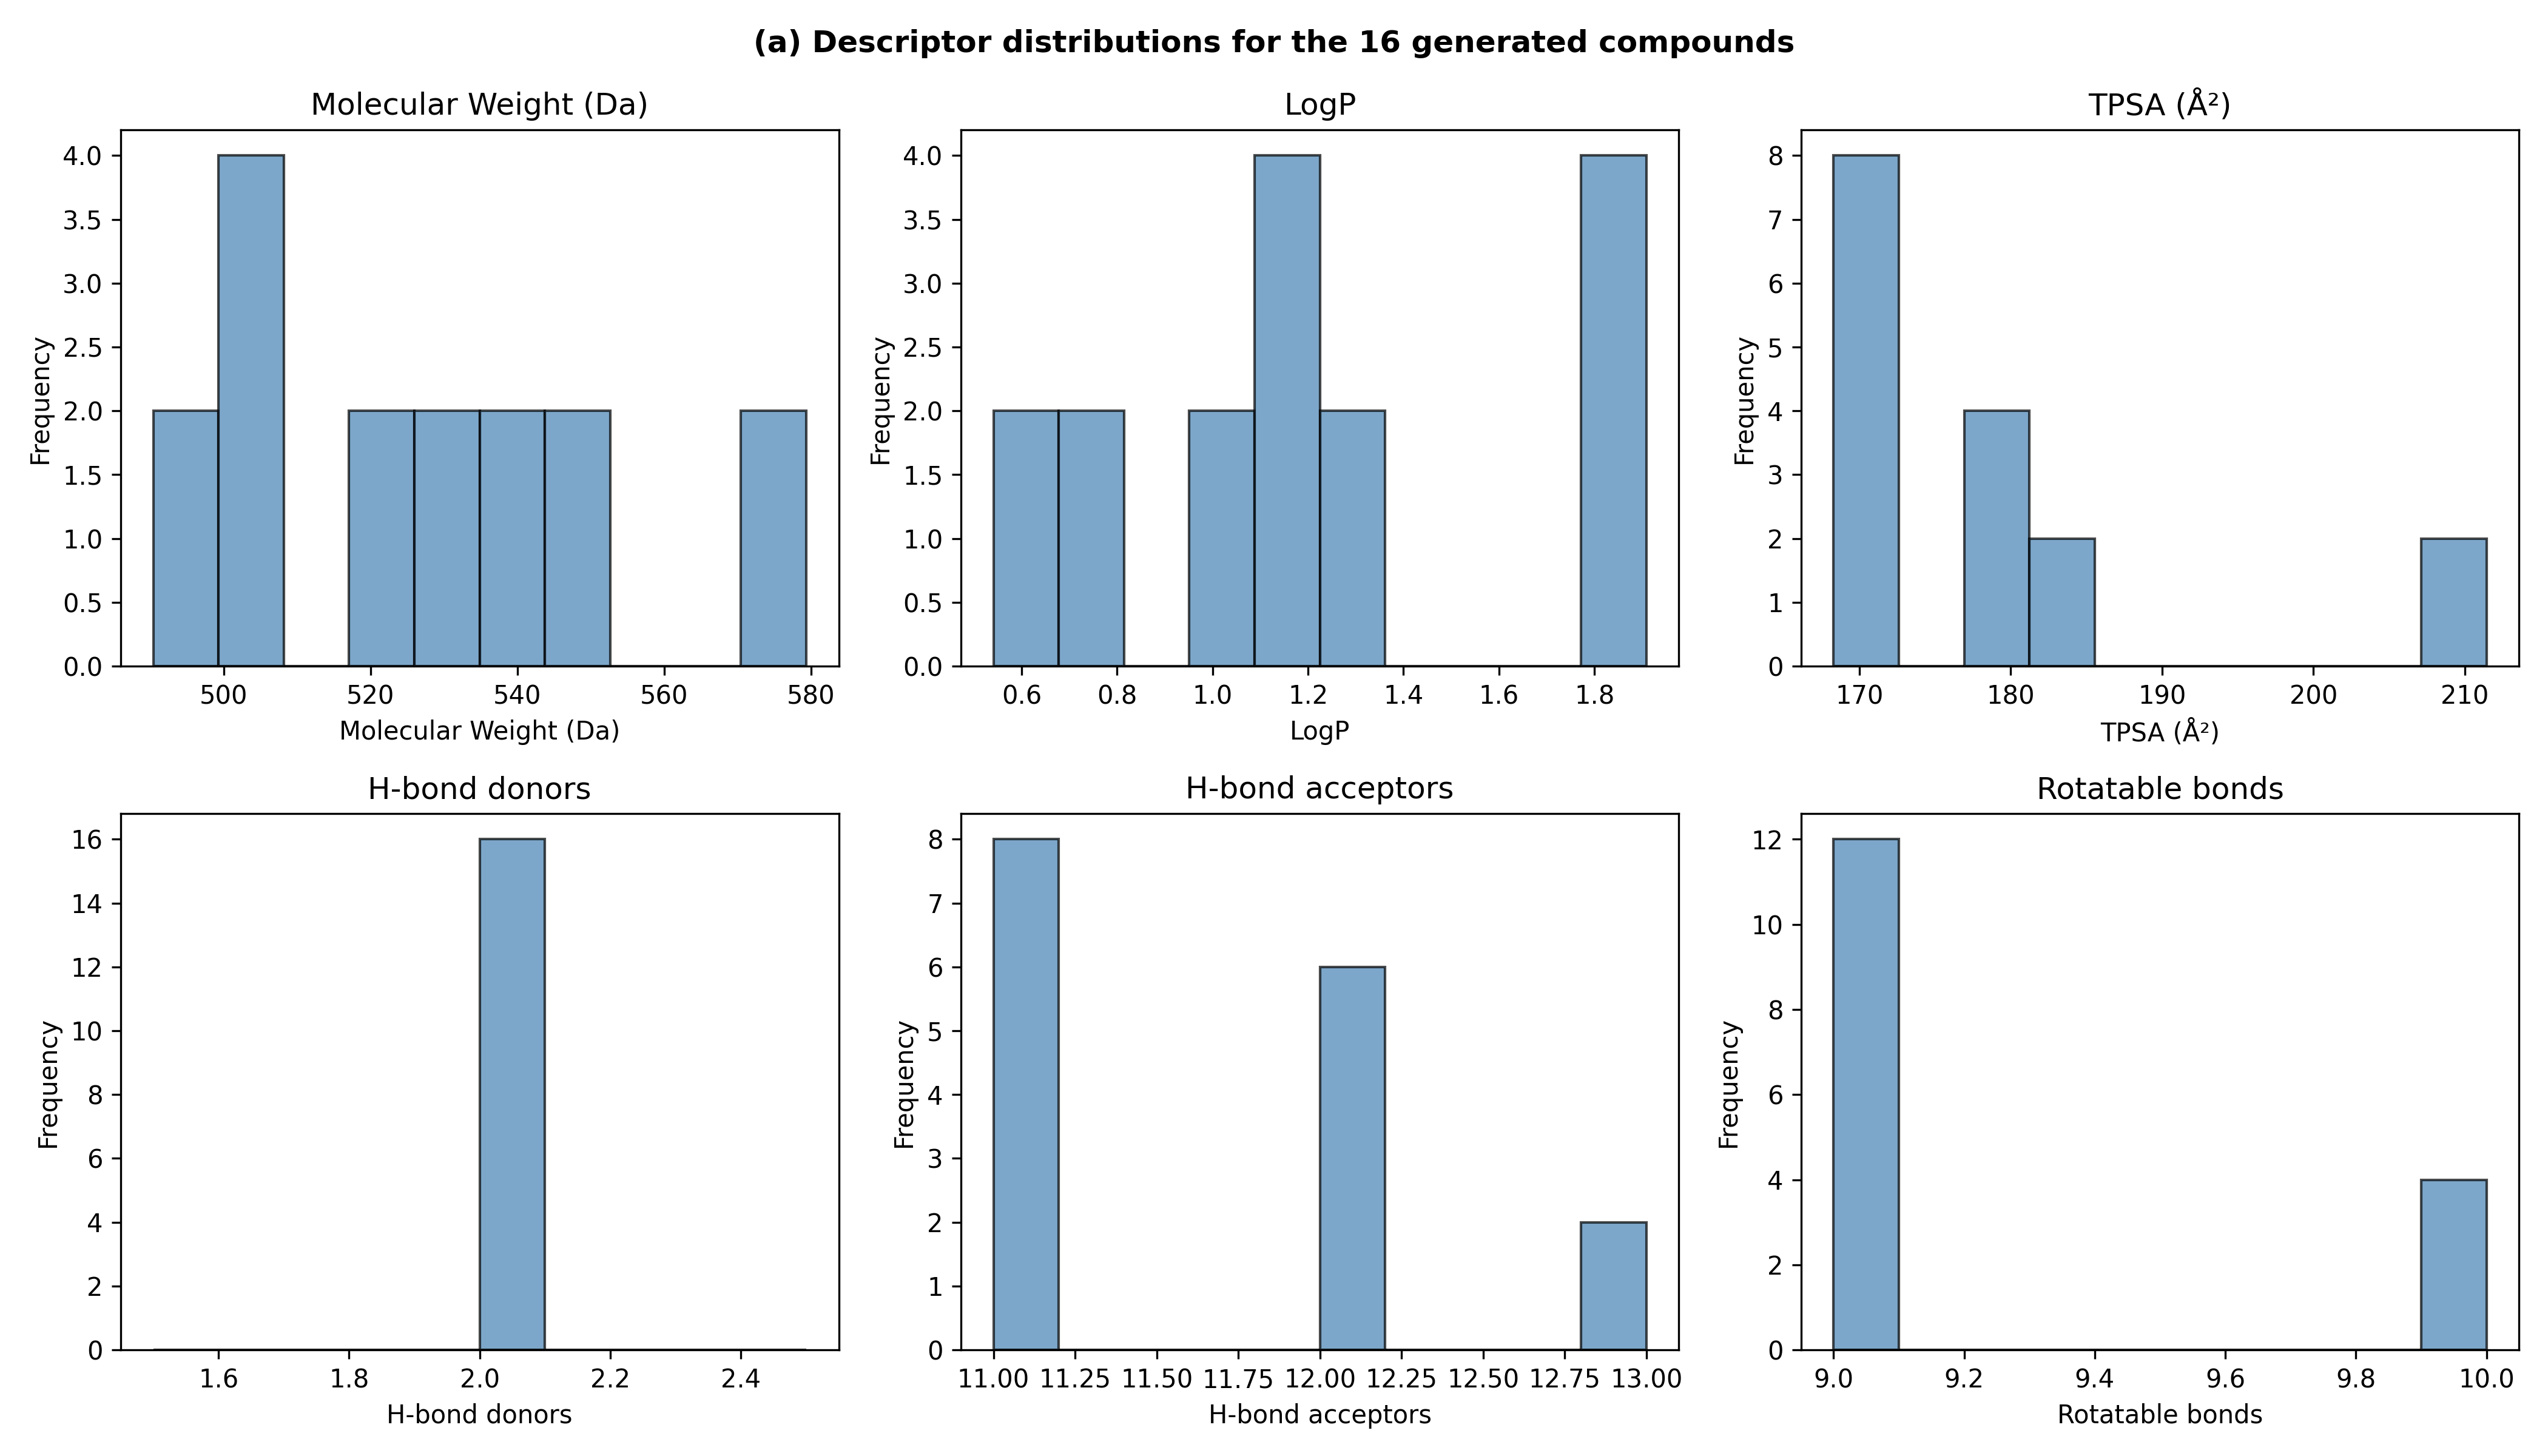 (a) Descriptor distributions for the 16 generated compounds
Molecular Weight (Da)
Frequency
4.0
3.5
3.0
2.5
2.0
1.5
1.0
0.5
0.0
500 520 540 560 580
Molecular Weight (Da)
LogP
Frequency
4.0
3.5
3.0
2.5
2.0
1.5
1.0
0.5
0.0
0.6 0.8 1.0 1.2 1.4 1.6 1.8
LogP
TPSA (Å²)
Frequency
8
7
6
5
4
3
2
1
0
170 180 190 200 210
TPSA (Å²)
H-bond donors
Frequency
16
14
12
10
8
6
4
2
0
1.6 1.8 2.0 2.2 2.4
H-bond donors
H-bond acceptors
Frequency
8
7
6
5
4
3
2
1
0
11.00 11.25 11.50 11.75 12.00 12.25 12.50 12.75 13.00
H-bond acceptors
Rotatable bonds
Frequency
12
10
8
6
4
2
0
9.0 9.2 9.4 9.6 9.8 10.0
Rotatable bonds